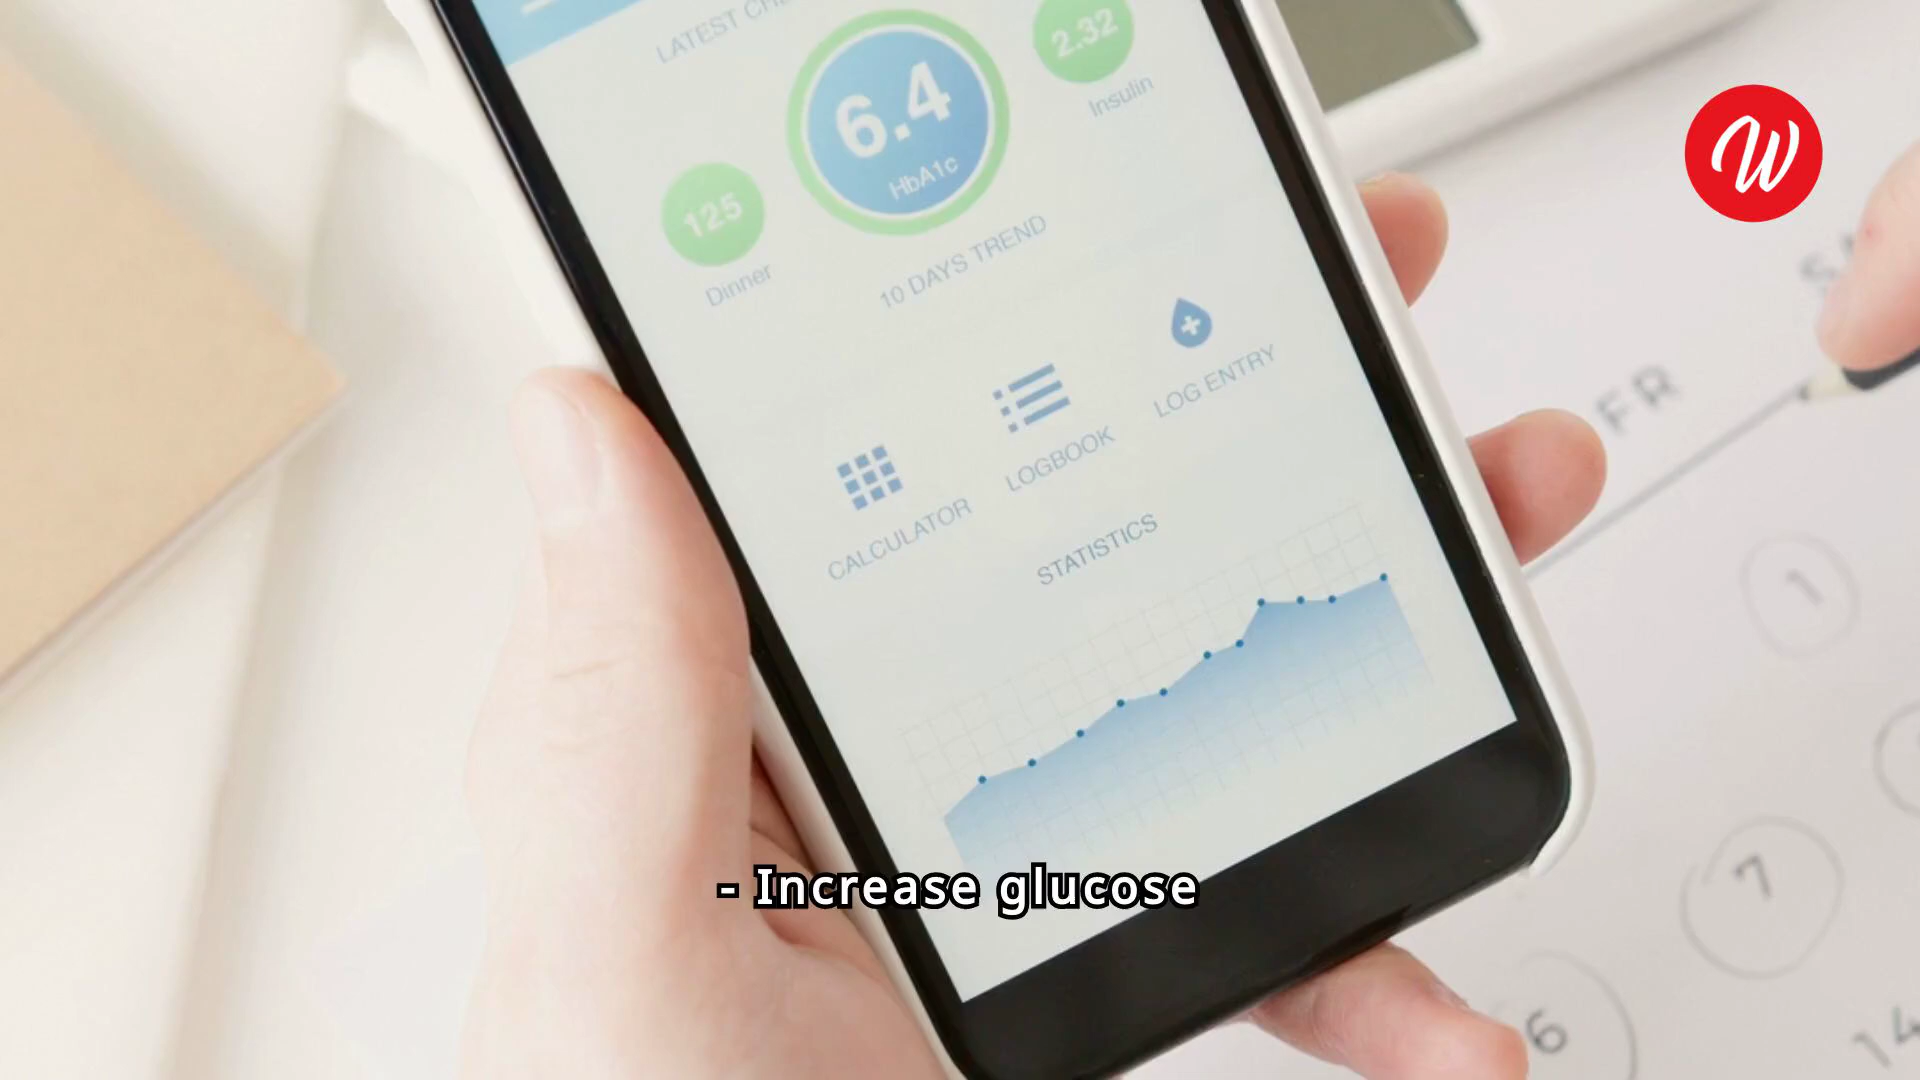 LATEST
6.4
HbA1c
2.32
Insulin
125
Dinner
10 DAYS TREND
CALCULATOR
LOGBOOK
LOG ENTRY
STATISTICS
W
FR
1
7
6
14
- Increase glucose